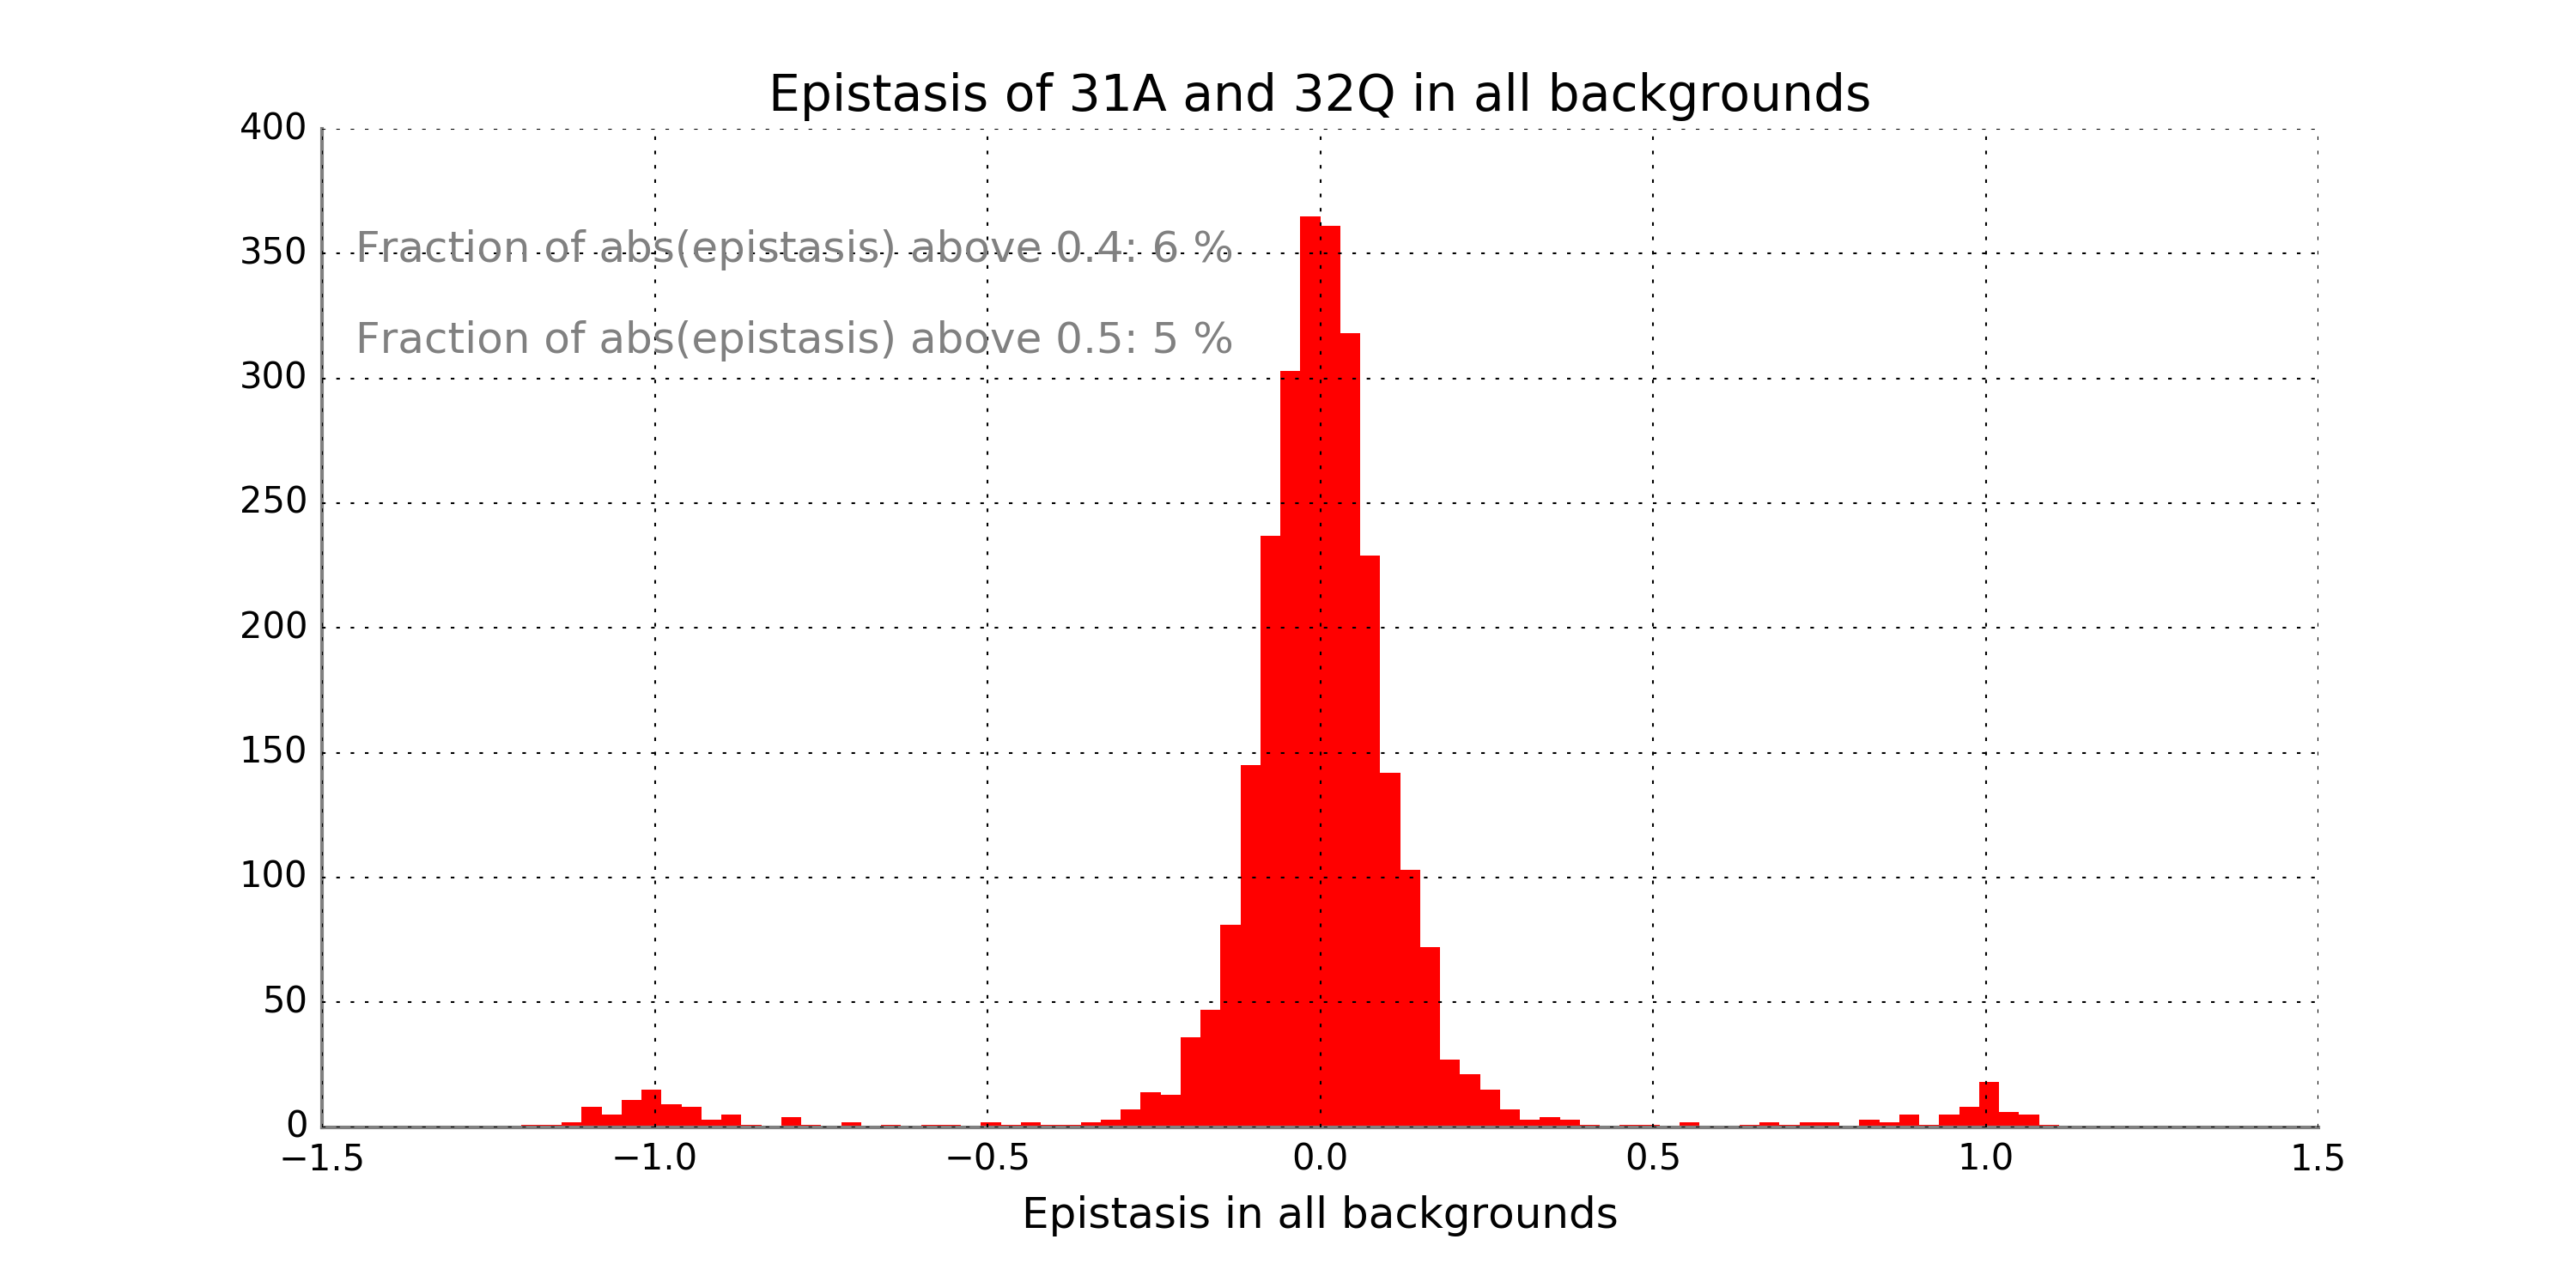 Epistasis of 31A and 32Q in all backgrounds
400
350
300
250
200
150
100
50
0
Fraction of abs(epistasis) above 0.4: 6 %
Fraction of abs(epistasis) above 0.5: 5 %
−1.5 −1.0 −0.5 0.0 0.5 1.0 1.5
Epistasis in all backgrounds